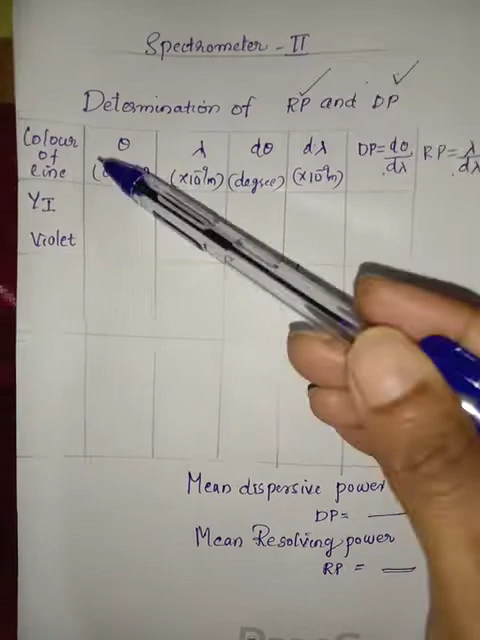 Spectrometer - II
Determination of RP and DP
Colour of Line θ λ (×10⁻⁹m) dθ (degree) dλ (×10⁻⁹m) DP=dθ/dλ RP=λ/dλ
YI
Violet
Mean dispersive power
DP= —
Mean Resolving power
RP = —